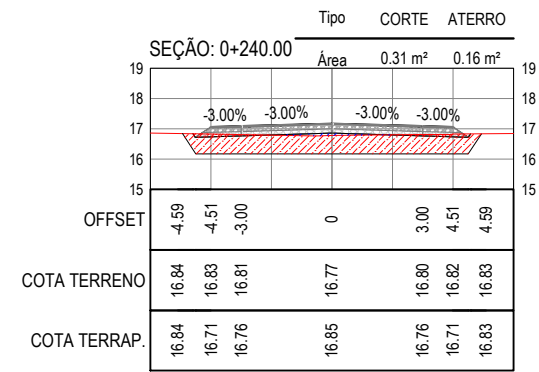 Tipo CORTE ATERRO
SEÇÃO: 0+240.00
Área 0.31 m² 0.16 m²
19 19
18 18
-3.00% -3.00% -3.00% -3.00%
17 17
16 16
15 15
OFFSET -4.59 -4.51 -3.00 0 3.00 4.51 4.59
COTA TERRENO 16.84 16.83 16.81 16.77 16.80 16.82 16.83
COTA TERRAP. 16.84 16.71 16.76 16.85 16.76 16.71 16.83